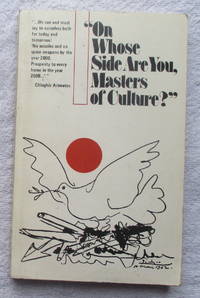 "...We can and must
say to ourselves both
for today and
tomorrow:
No missiles and no
space weapons by the
year 2000.
Prosperity to every
home in the year
2000..."
Chinghiz Aitmatov
"On
Whose
Side Are You,
Masters
of Culture?"